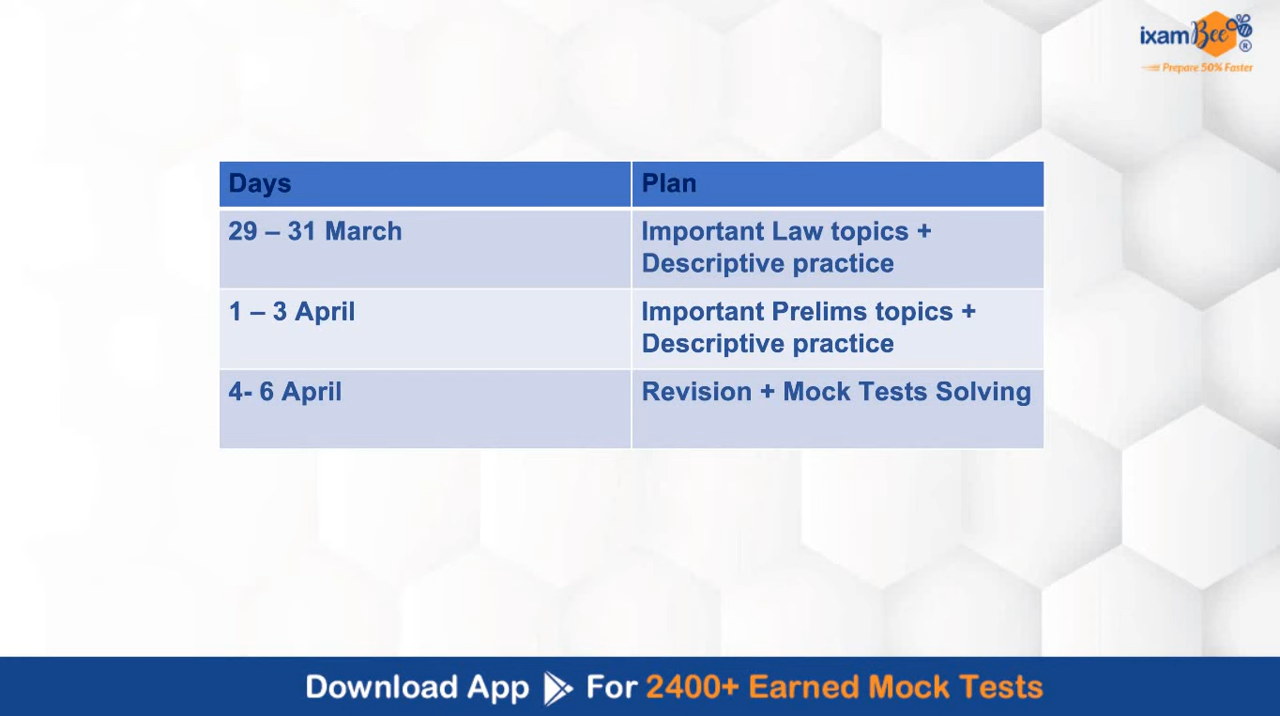 ixamBee
®
Prepare 50% Faster
Days
Plan
29 – 31 March
Important Law topics +
Descriptive practice
1 – 3 April
Important Prelims topics +
Descriptive practice
4- 6 April
Revision + Mock Tests Solving
Download App For 2400+ Earned Mock Tests